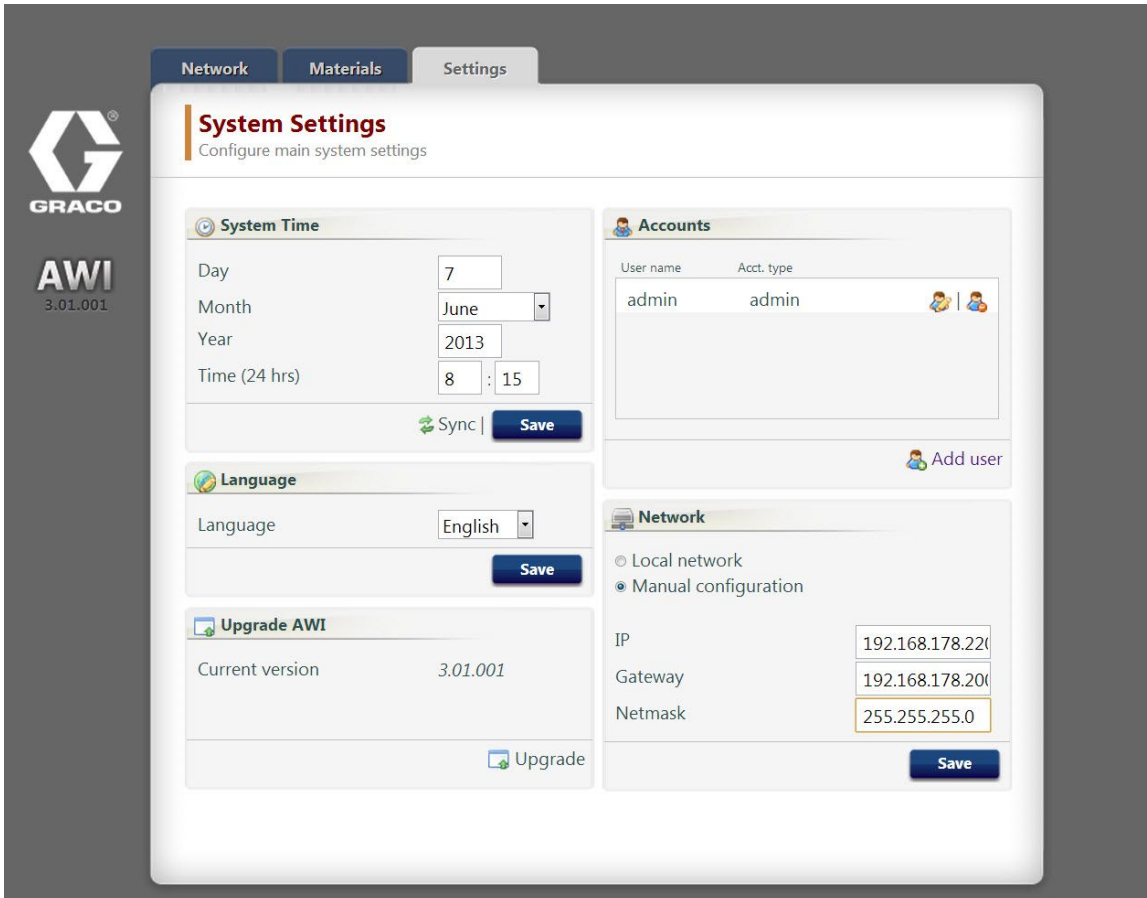 Network Materials Settings
GRACO
®
AWI
3.01.001
System Settings
Configure main system settings
System Time
Day 7
Month June
Year 2013
Time (24 hrs) 8 : 15
Sync | Save
Language
Language English
Save
Upgrade AWI
Current version 3.01.001
Upgrade
Accounts
User name Acct. type
admin admin |
Add user
Network
Local network
Manual configuration
IP 192.168.178.220
Gateway 192.168.178.200
Netmask 255.255.255.0
Save